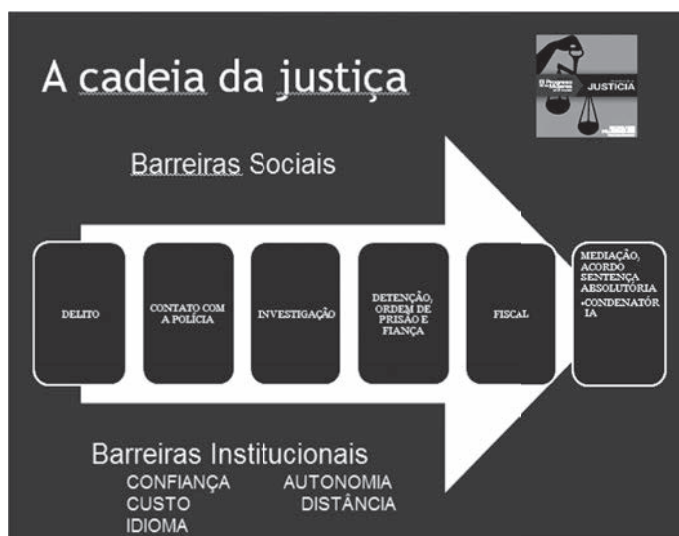 A cadeia da justiça
JUSTICIA
Barreiras Sociais
DELITO
CONTATO COM
A POLÍCIA
INVESTIGAÇÃO
DETENÇÃO,
ORDEM DE
PRISÃO E
FIANÇA
FISCAL
MEDIAÇÃO,
ACORDO
SENTENÇA
ABSOLUTÓRIA
•CONDENATÓR
IA
Barreiras Institucionais
CONFIANÇA AUTONOMIA
CUSTO DISTÂNCIA
IDIOMA